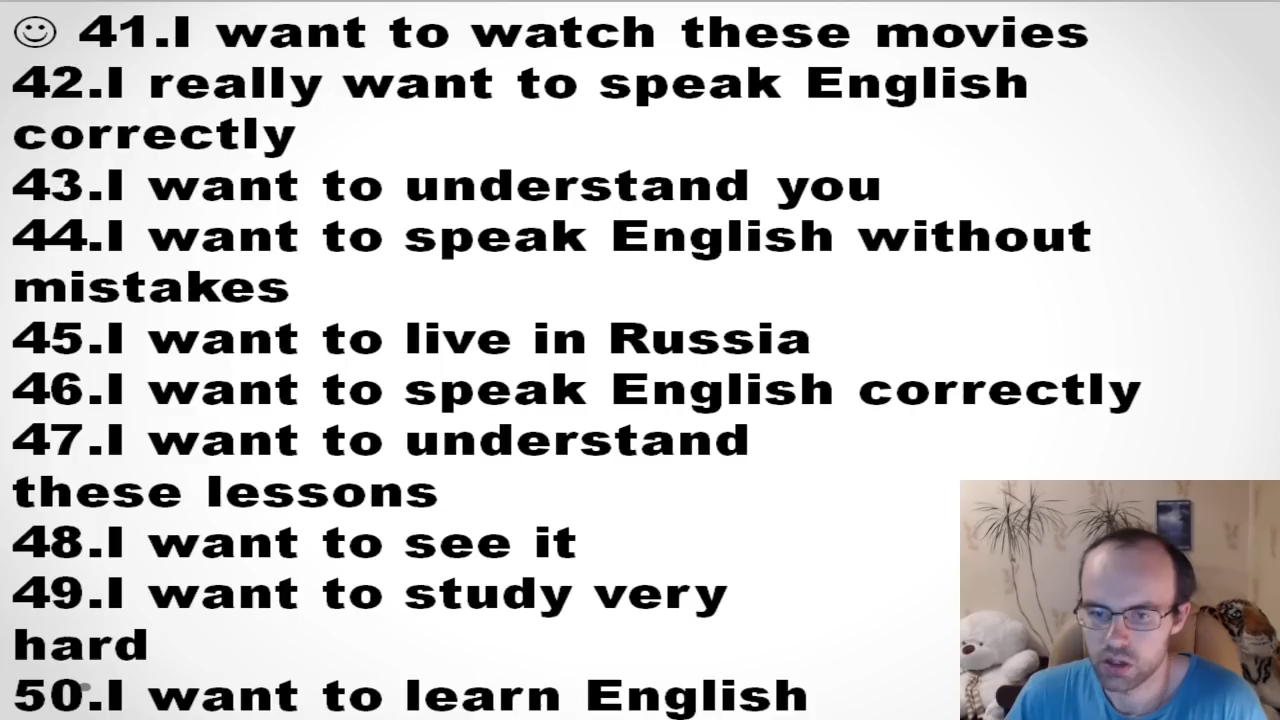 ☺ 41.I want to watch these movies
42.I really want to speak English
correctly
43.I want to understand you
44.I want to speak English without
mistakes
45.I want to live in Russia
46.I want to speak English correctly
47.I want to understand
these lessons
48.I want to see it
49.I want to study very
hard
50.I want to learn English